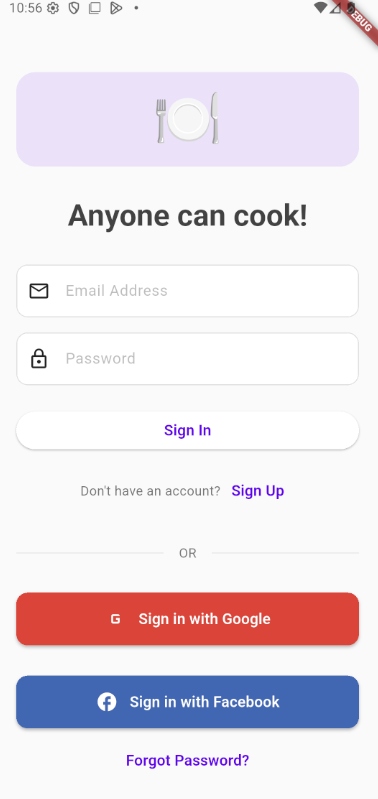 10:56
EBUG
Anyone can cook!
Email Address
Password
Sign In
Don't have an account? Sign Up
OR
G Sign in with Google
Sign in with Facebook
Forgot Password?